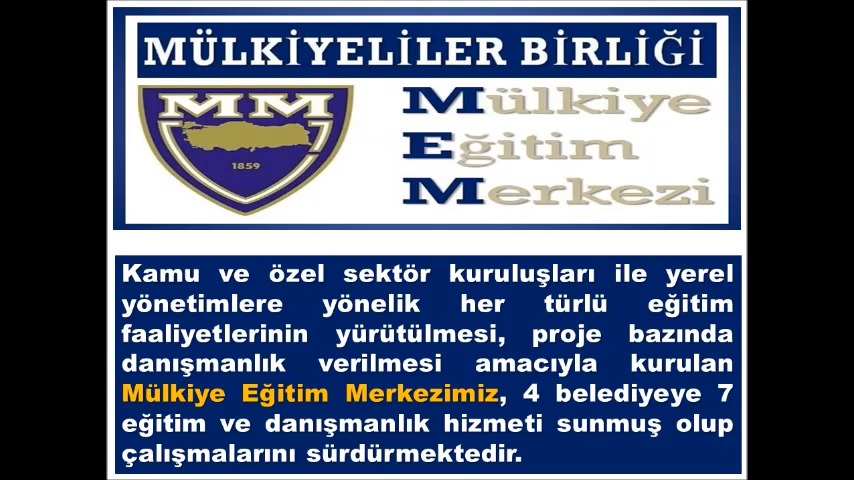 MÜLKİYELİLER BİRLİĞİ
MM
1859
Mülkiye
Eğitim
Merkezi
Kamu ve özel sektör kuruluşları ile yerel
yönetimlere yönelik her türlü eğitim
faaliyetlerinin yürütülmesi, proje bazında
danışmanlık verilmesi amacıyla kurulan
Mülkiye Eğitim Merkezimiz, 4 belediyeye 7
eğitim ve danışmanlık hizmeti sunmuş olup
çalışmalarını sürdürmektedir.